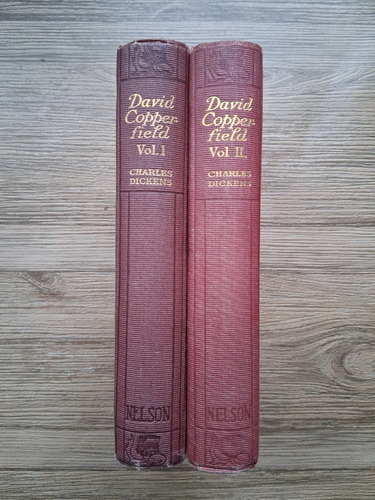 David
Copper-
field
Vol. I
CHARLES
DICKENS
NELSON
David
Copper-
field
Vol II.
CHARLES
DICKENS
NELSON